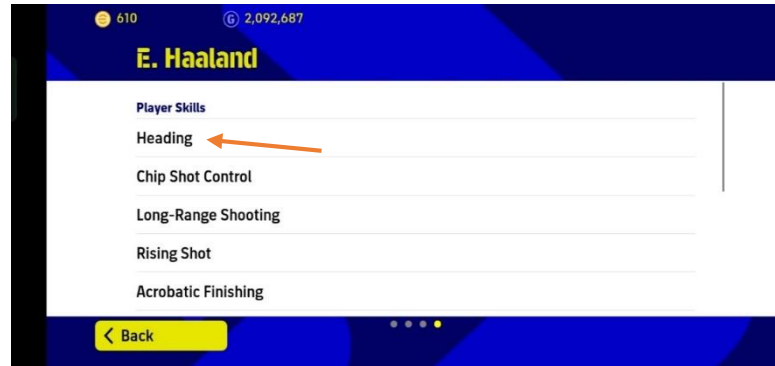 610 G 2,092,687
E. Haaland
Player Skills
Heading
Chip Shot Control
Long-Range Shooting
Rising Shot
Acrobatic Finishing
Back